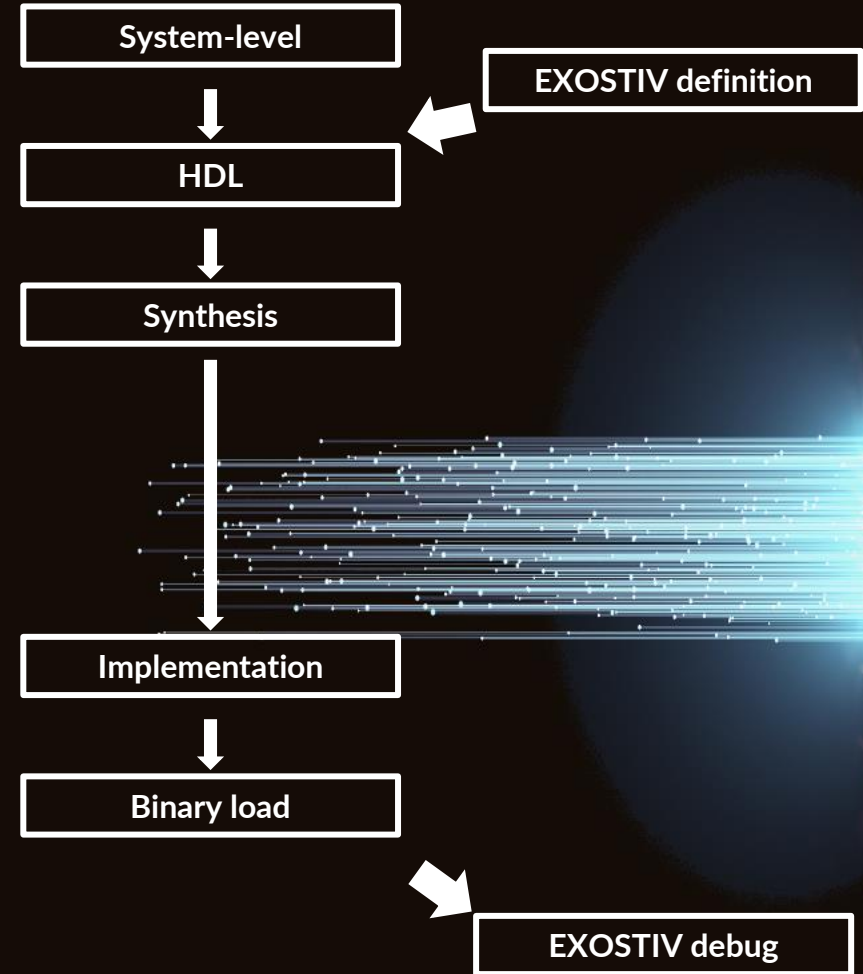 System-level
EXOSTIV definition
HDL
Synthesis
Implementation
Binary load
EXOSTIV debug